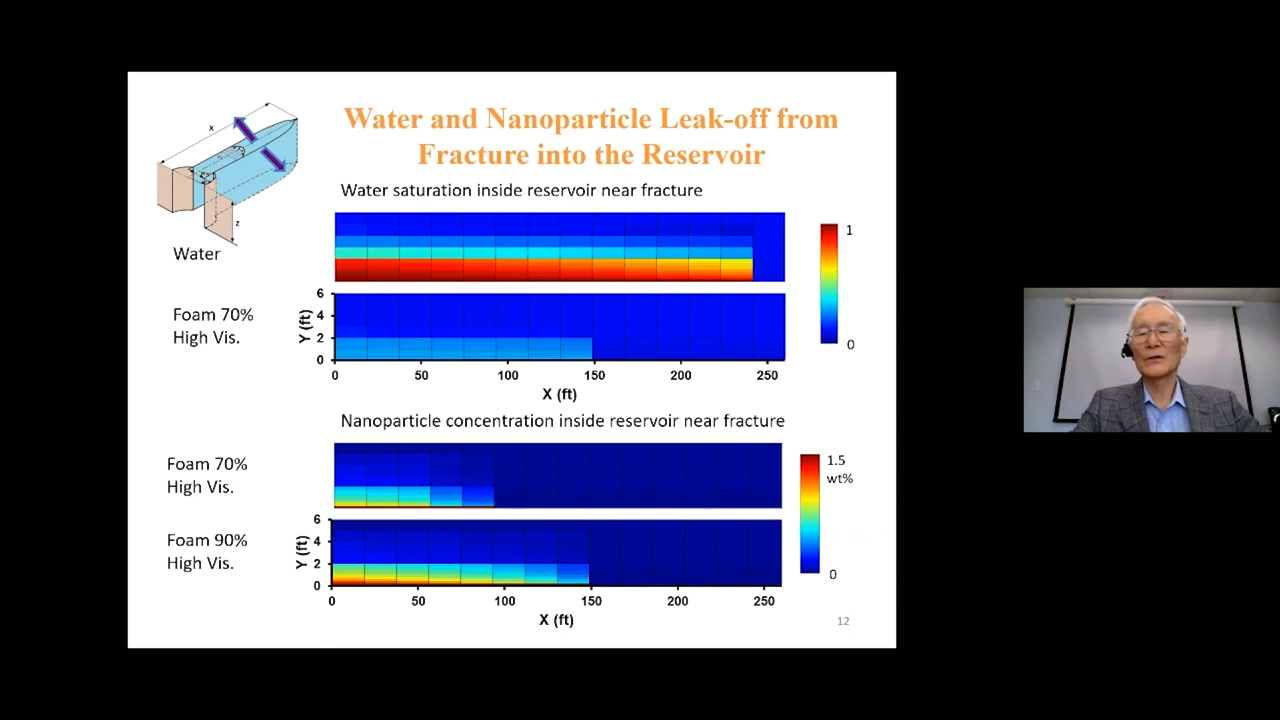 Water and Nanoparticle Leak-off from
Fracture into the Reservoir
x
z
Water saturation inside reservoir near fracture
Water
1
0
Foam 70%
High Vis.
Y (ft)
6
4
2
0
0 50 100 150 200 250
X (ft)
Nanoparticle concentration inside reservoir near fracture
Foam 70%
High Vis.
1.5
wt%
0
Foam 90%
High Vis.
Y (ft)
6
4
2
0
0 50 100 150 200 250
X (ft)
12